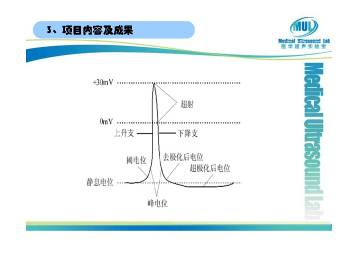 3、项目内容及成果
MUL
Medical Ultrasound Lab
医学超声实验室
+30mV
超射
0mV
上升支
下降支
阈电位
去极化后电位
超极化后电位
静息电位
峰电位
Medical Ultrasound Lab